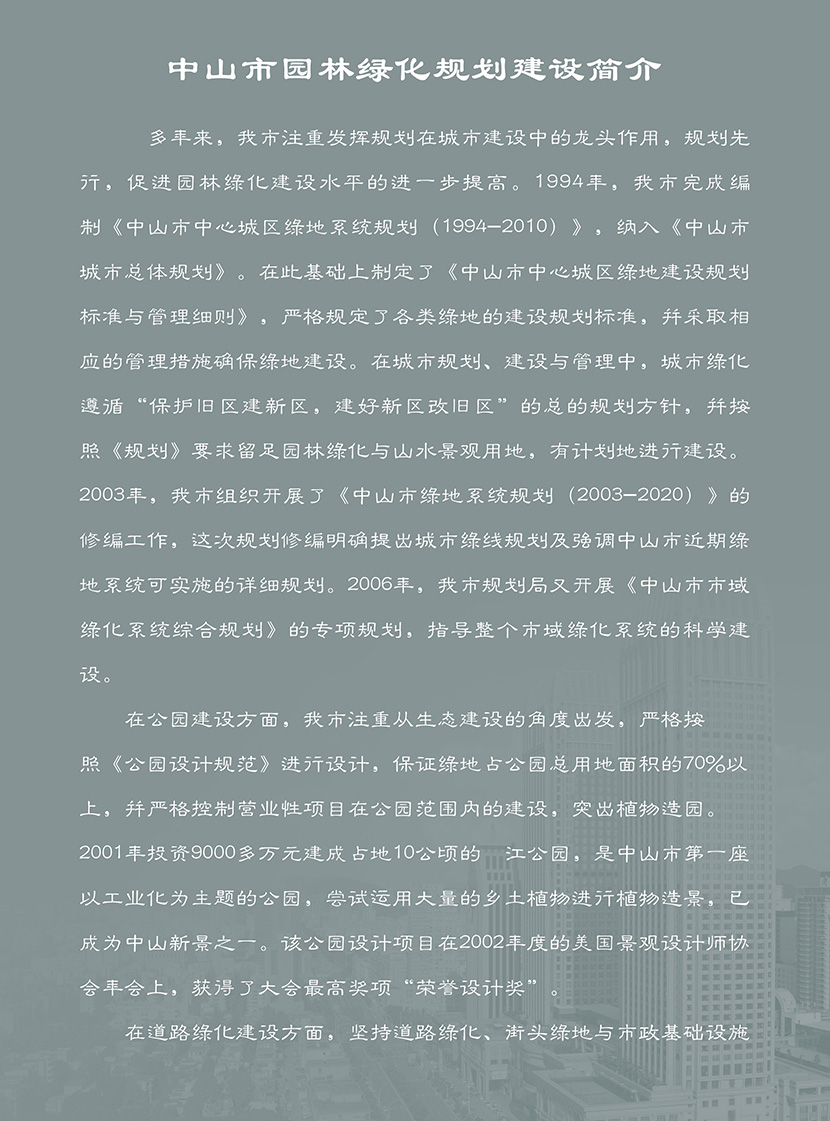 中山市园林绿化规划建设简介
多年来，我市注重发挥规划在城市建设中的龙头作用，规划先
行，促进园林绿化建设水平的进一步提高。1994年，我市完成编
制《中山市中心城区绿地系统规划（1994—2010）》，纳入《中山市
城市总体规划》。在此基础上制定了《中山市中心城区绿地建设规划
标准与管理细则》，严格规定了各类绿地的建设规划标准，并采取相
应的管理措施确保绿地建设。在城市规划、建设与管理中，城市绿化
遵循“保护旧区建新区，建好新区改旧区”的总的规划方针，并按
照《规划》要求留足园林绿化与山水景观用地，有计划地进行建设。
2003年，我市组织开展了《中山市绿地系统规划（2003—2020）》的
修编工作，这次规划修编明确提出城市绿线规划及强调中山市近期绿
地系统可实施的详细规划。2006年，我市规划局又开展《中山市市域
绿化系统综合规划》的专项规划，指导整个市域绿化系统的科学建
设。
在公园建设方面，我市注重从生态建设的角度出发，严格按
照《公园设计规范》进行设计，保证绿地占公园总用地面积的70%以
上，并严格控制营业性项目在公园范围内的建设，突出植物造园。
2001年投资9000多万元建成占地10公顷的 江公园，是中山市第一座
以工业化为主题的公园，尝试运用大量的乡土植物进行植物造景，已
成为中山新景之一。该公园设计项目在2002年度的美国景观设计师协
会年会上，获得了大会最高奖项“荣誉设计奖”。
在道路绿化建设方面，坚持道路绿化、街头绿地与市政基础设施